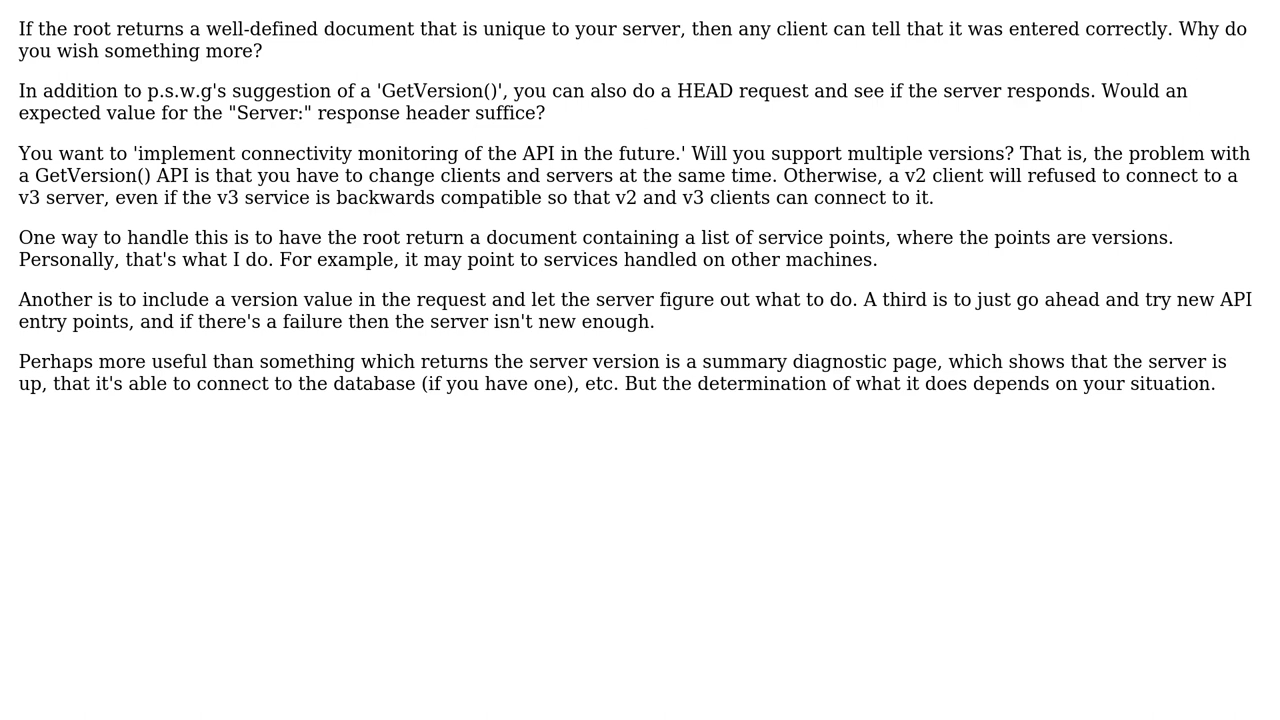 If the root returns a well-defined document that is unique to your server, then any client can tell that it was entered correctly. Why do
you wish something more?
In addition to p.s.w.g's suggestion of a 'GetVersion()', you can also do a HEAD request and see if the server responds. Would an
expected value for the "Server:" response header suffice?
You want to 'implement connectivity monitoring of the API in the future.' Will you support multiple versions? That is, the problem with
a GetVersion() API is that you have to change clients and servers at the same time. Otherwise, a v2 client will refused to connect to a
v3 server, even if the v3 service is backwards compatible so that v2 and v3 clients can connect to it.
One way to handle this is to have the root return a document containing a list of service points, where the points are versions.
Personally, that's what I do. For example, it may point to services handled on other machines.
Another is to include a version value in the request and let the server figure out what to do. A third is to just go ahead and try new API
entry points, and if there's a failure then the server isn't new enough.
Perhaps more useful than something which returns the server version is a summary diagnostic page, which shows that the server is
up, that it's able to connect to the database (if you have one), etc. But the determination of what it does depends on your situation.